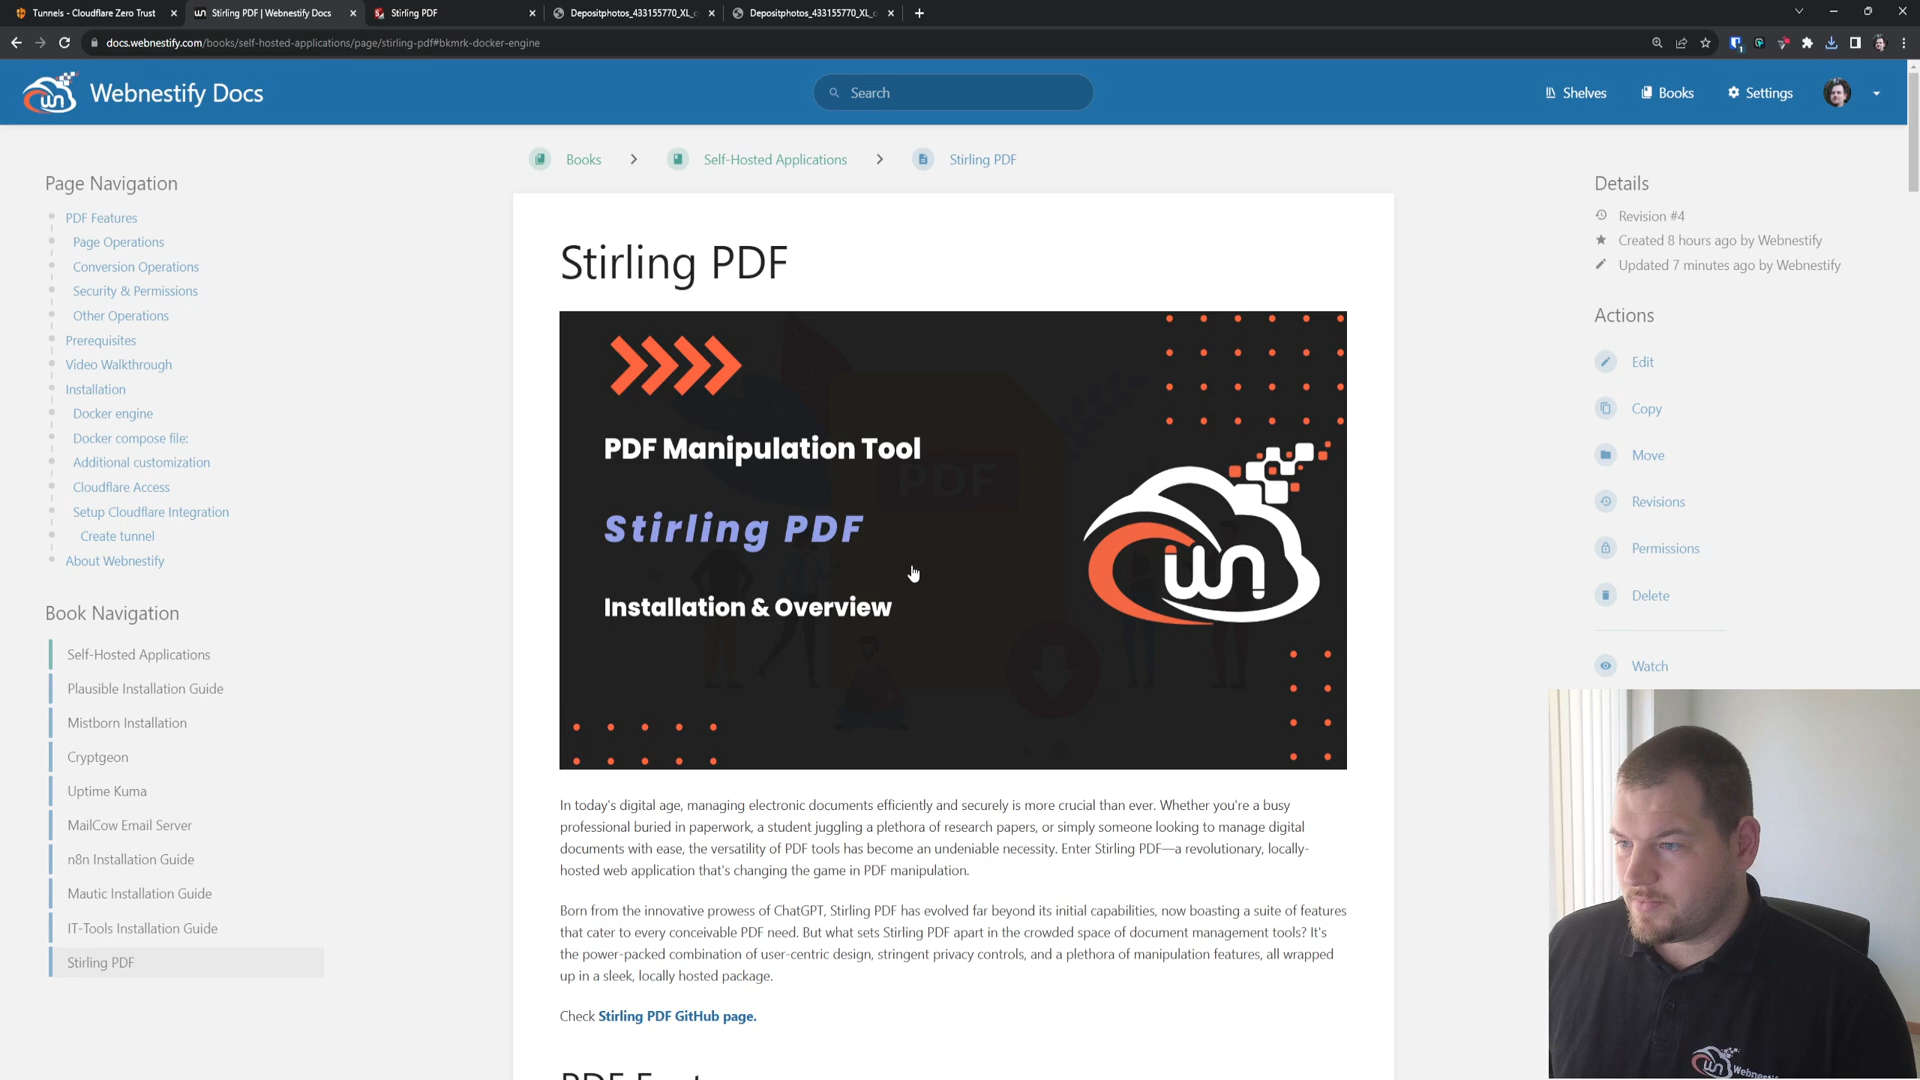 Tunnels - Cloudflare Zero Trust
Stirling PDF | Webnestify Docs
Stirling PDF
Depositphotos_433155770_XL_c
Depositphotos_433155770_XL_c
docs.webnestify.com/books/self-hosted-applications/page/stirling-pdf#bkmrk-docker-engine
Webnestify Docs
Search
Shelves
Books
Settings
Books
Self-Hosted Applications
Stirling PDF
Page Navigation
PDF Features
Page Operations
Conversion Operations
Security & Permissions
Other Operations
Prerequisites
Video Walkthrough
Installation
Docker engine
Docker compose file:
Additional customization
Cloudflare Access
Setup Cloudflare Integration
Create tunnel
About Webnestify
Book Navigation
Self-Hosted Applications
Plausible Installation Guide
Mistborn Installation
Cryptgeon
Uptime Kuma
MailCow Email Server
n8n Installation Guide
Mautic Installation Guide
IT-Tools Installation Guide
Stirling PDF
Stirling PDF
PDF Manipulation Tool
PDF
Stirling PDF
Installation & Overview
wn
In today's digital age, managing electronic documents efficiently and securely is more crucial than ever. Whether you're a busy
professional buried in paperwork, a student juggling a plethora of research papers, or simply someone looking to manage digital
documents with ease, the versatility of PDF tools has become an undeniable necessity. Enter Stirling PDF—a revolutionary, locally-
hosted web application that's changing the game in PDF manipulation.
Born from the innovative prowess of ChatGPT, Stirling PDF has evolved far beyond its initial capabilities, now boasting a suite of features
that cater to every conceivable PDF need. But what sets Stirling PDF apart in the crowded space of document management tools? It's
the power-packed combination of user-centric design, stringent privacy controls, and a plethora of manipulation features, all wrapped
up in a sleek, locally hosted package.
Check Stirling PDF GitHub page.
Details
Revision #4
Created 8 hours ago by Webnestify
Updated 7 minutes ago by Webnestify
Actions
Edit
Copy
Move
Revisions
Permissions
Delete
Watch
Webnestify